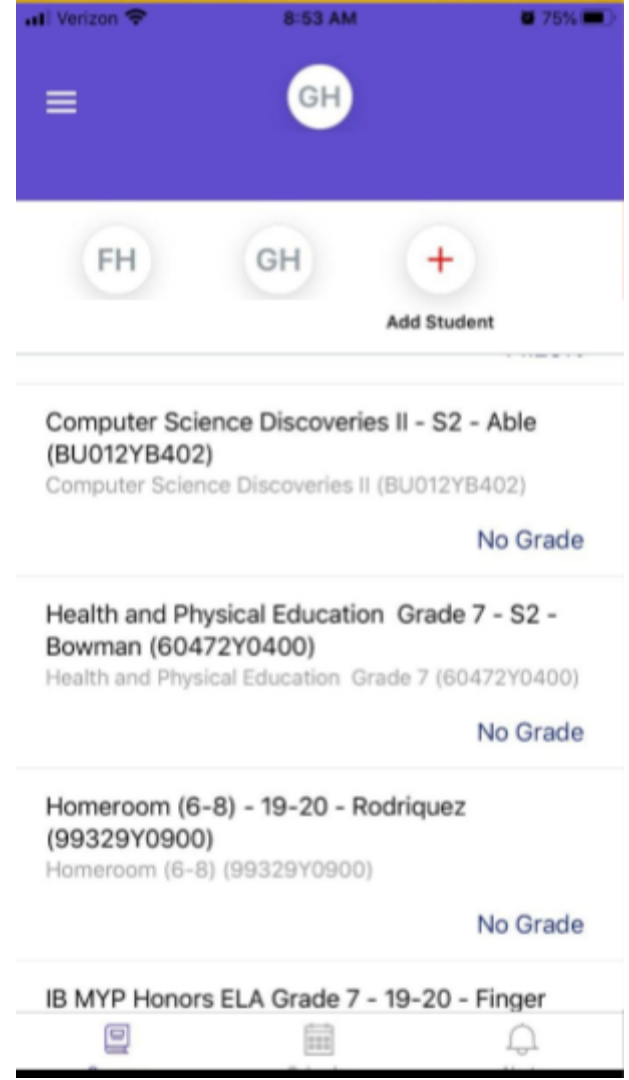 Verizon 8:53 AM 75%
GH
FH GH +
Add Student
Computer Science Discoveries II - S2 - Able
(BU012YB402)
Computer Science Discoveries II (BU012YB402)
No Grade
Health and Physical Education Grade 7 - S2 -
Bowman (60472Y0400)
Health and Physical Education Grade 7 (60472Y0400)
No Grade
Homeroom (6-8) - 19-20 - Rodriquez
(99329Y0900)
Homeroom (6-8) (99329Y0900)
No Grade
IB MYP Honors ELA Grade 7 - 19-20 - Finger